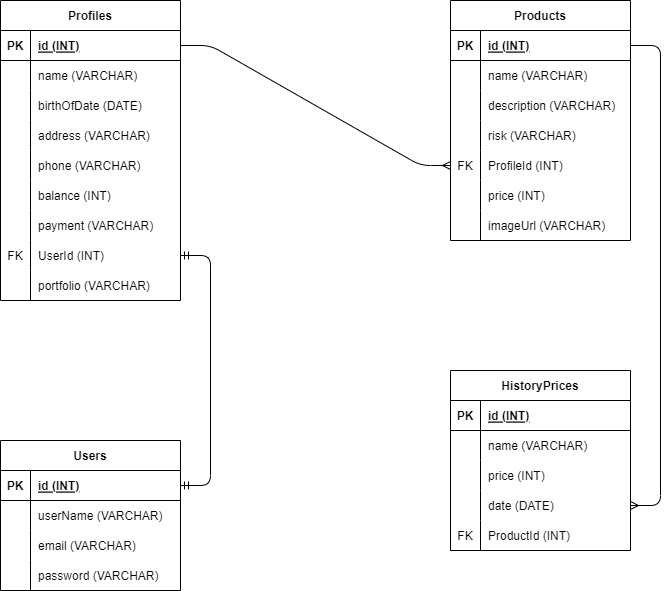 Profiles
PK id (INT)
name (VARCHAR)
birthOfDate (DATE)
address (VARCHAR)
phone (VARCHAR)
balance (INT)
payment (VARCHAR)
FK UserId (INT)
portfolio (VARCHAR)
Products
PK id (INT)
name (VARCHAR)
description (VARCHAR)
risk (VARCHAR)
FK ProfileId (INT)
price (INT)
imageUrl (VARCHAR)
Users
PK id (INT)
userName (VARCHAR)
email (VARCHAR)
password (VARCHAR)
HistoryPrices
PK id (INT)
name (VARCHAR)
price (INT)
date (DATE)
FK ProductId (INT)